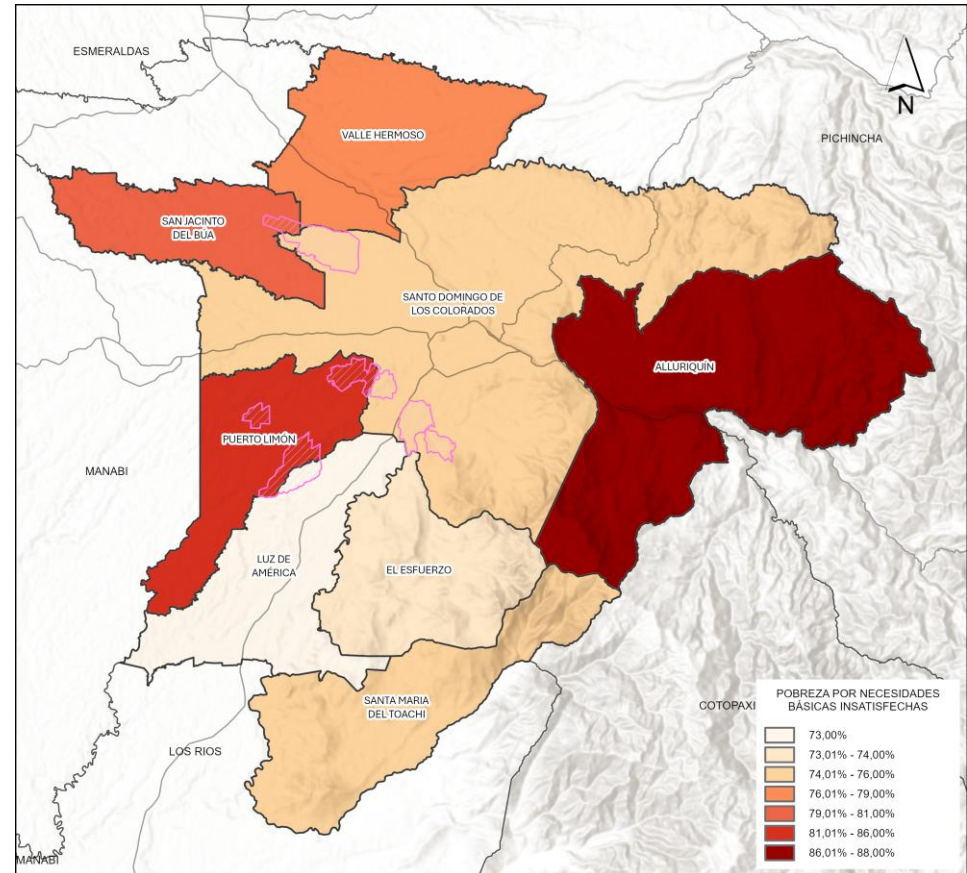 ESMERALDAS
N
PICHINCHA
VALLE HERMOSO
SAN JACINTO
DEL BÚA
SANTO DOMINGO DE
LOS COLORADOS
ALLURIQUÍN
PUERTO LIMÓN
MANABI
LUZ DE
AMÉRICA
EL ESFUERZO
SANTA MARIA
DEL TOACHI
COTOPAXI
LOS RIOS
MANABI
POBREZA POR NECESIDADES
BÁSICAS INSATISFECHAS
73,00%
73,01% - 74,00%
74,01% - 76,00%
76,01% - 79,00%
79,01% - 81,00%
81,01% - 86,00%
86,01% - 88,00%